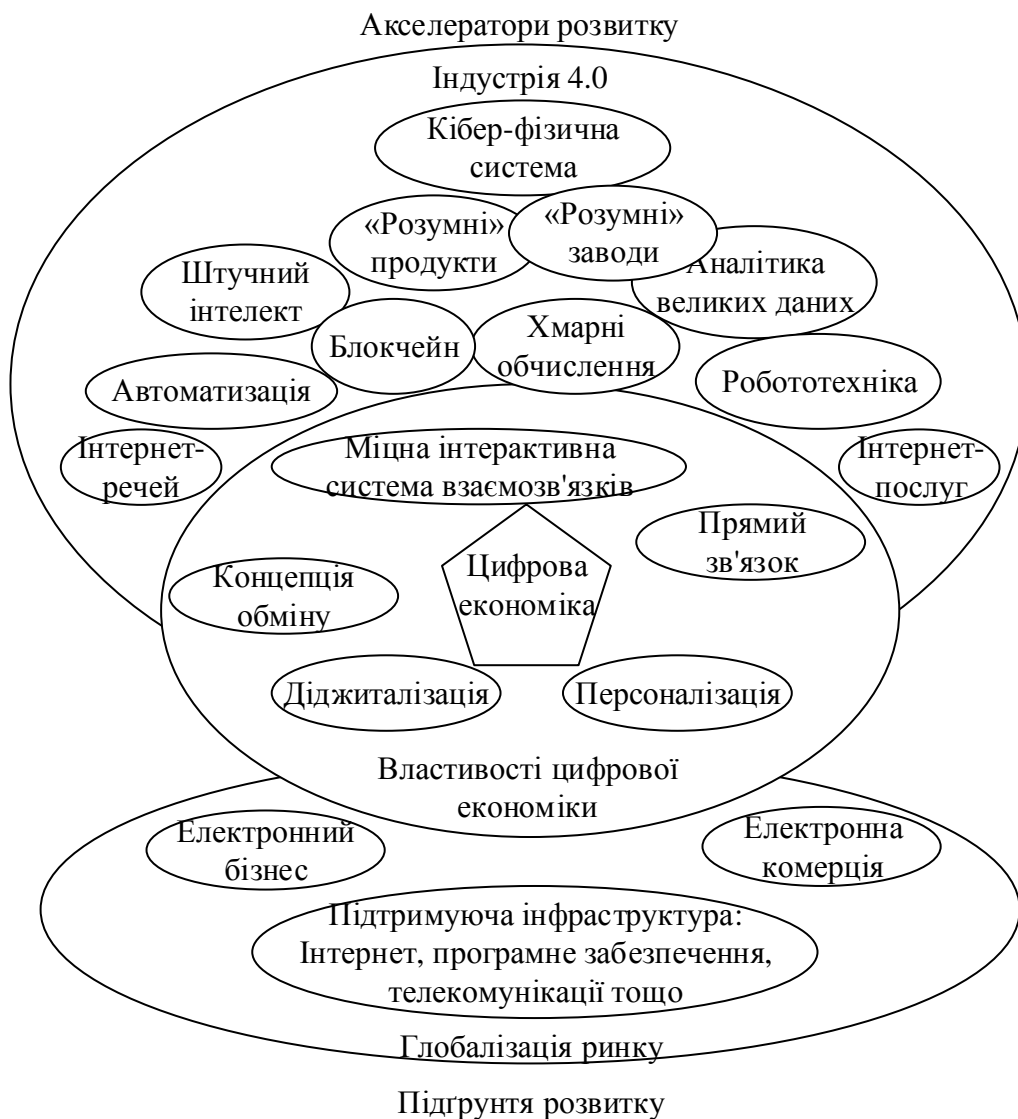 Акселератори розвитку
Індустрія 4.0
Кібер-фізична
система
«Розумні»
продукти
«Розумні»
заводи
Штучний
інтелект
Аналітика
великих даних
Блокчейн
Хмарні
обчислення
Автоматизація
Робототехніка
Інтернет-
речей
Міцна інтерактивна
система взаємозв'язків
Інтернет-
послуг
Прямий
зв'язок
Концепція
обміну
Цифрова
економіка
Діджиталізація
Персоналізація
Властивості цифрової
економіки
Електронний
бізнес
Електронна
комерція
Підтримуюча інфраструктура:
Інтернет, програмне забезпечення,
телекомунікації тощо
Глобалізація ринку
Підґрунтя розвитку